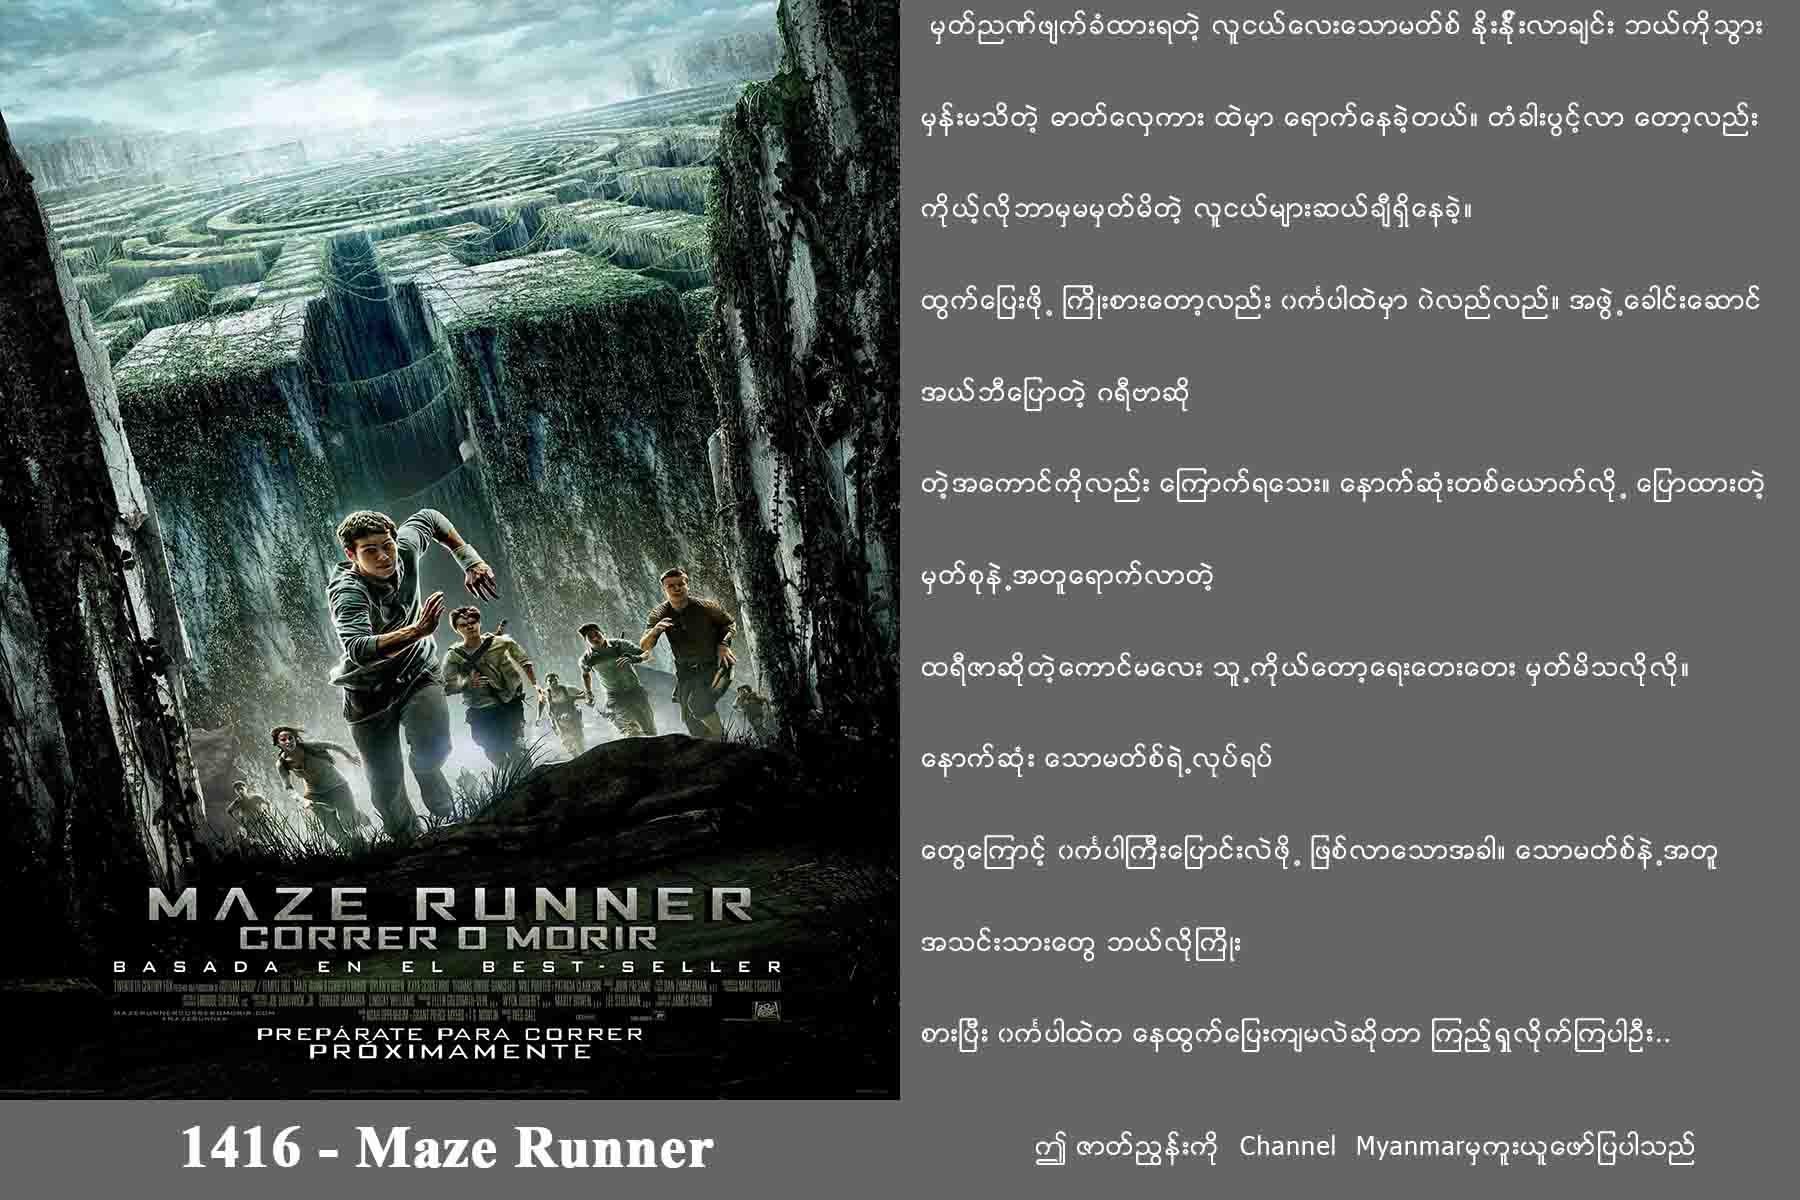 MAZE RUNNER
CORRER O MORIR
BASADA EN EL BEST-SELLER
MAZERUNNERCORREROMORIR.COM
#MAZERUNNER
PREPÁRATE PARA CORRER
PRÓXIMAMENTE
1416 - Maze Runner
မှတ်ညဏ်ဖျက်ခံထားရတဲ့ လူငယ်လေးသောမတ်စ် နိုးနိုးလာချင်း ဘယ်ကိုသွား
မှန်းမသိတဲ့ ဓာတ်လှေကား ထဲမှာ ရောက်နေခဲ့တယ်။ တံခါးပွင့်လာ တော့လည်း
ကိုယ့်လိုဘာမှမမှတ်မိတဲ့ လူငယ်များဆယ်ချီရှိနေခဲ့။
ထွက်ပြေးဖို့ ကြိုးစားတော့လည်း ဝင်္ကပါထဲမှာ ဝဲလည်လည်။ အဖွဲ့ခေါင်းဆောင်
အယ်ဘီပြောတဲ့ ဂရီဗာဆို
တဲ့အကောင်ကိုလည်း ကြောက်ရသေး။ နောက်ဆုံးတစ်ယောက်လို့ ပြောထားတဲ့
မှတ်စုနဲ့အတူရောက်လာတဲ့
ထရီဇာဆိုတဲ့ကောင်မလေး သူ့ကိုယ်တော့ရေးတေးတေး မှတ်မိသလိုလို။
နောက်ဆုံး သောမတ်စ်ရဲ့လုပ်ရပ်
တွေကြောင့် ဝင်္ကပါကြီးပြောင်းလဲဖို့ ဖြစ်လာသောအခါ။ သောမတ်စ်နဲ့အတူ
အသင်းသားတွေ ဘယ်လိုကြိုး
စားပြီး ဝင်္ကပါထဲက နေထွက်ပြေးကျမလဲဆိုတာ ကြည့်ရှုလိုက်ကြပါဦး..
ဤ ဇာတ်ညွှန်းကို Channel Myanmarမှကူးယူဖော်ပြပါသည်